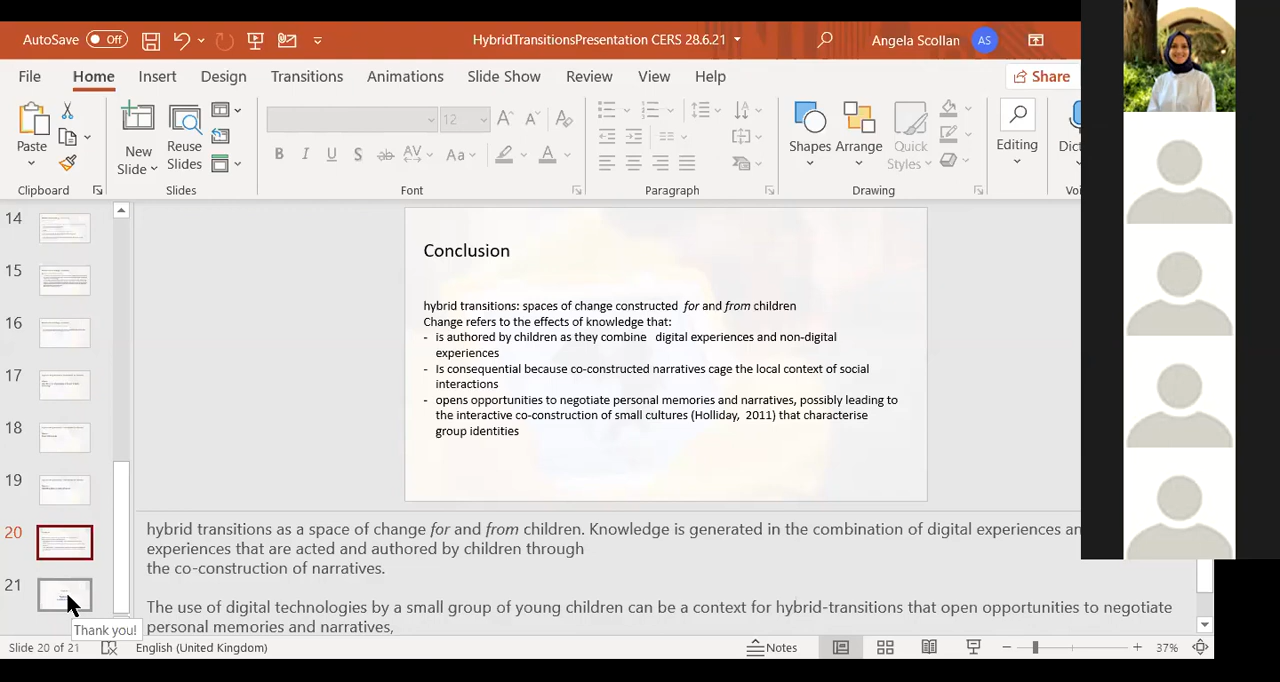 AutoSave Off HybridTransitionsPresentation CERS 28.6.21 Angela Scollan AS
File Home Insert Design Transitions Animations Slide Show Review View Help Share
Paste
New Slide
Reuse Slides
12
Shapes
Arrange
Quick Styles
Editing
Dict
Clipboard Slides Font Paragraph Drawing Voi
14
15
16
17
18
19
20
21
Thank you!
Conclusion
hybrid transitions: spaces of change constructed for and from children
Change refers to the effects of knowledge that:
- is authored by children as they combine digital experiences and non-digital
experiences
- Is consequential because co-constructed narratives cage the local context of social
interactions
- opens opportunities to negotiate personal memories and narratives, possibly leading to
the interactive co-construction of small cultures (Holliday, 2011) that characterise
group identities
hybrid transitions as a space of change for and from children. Knowledge is generated in the combination of digital experiences an
experiences that are acted and authored by children through
the co-construction of narratives.
The use of digital technologies by a small group of young children can be a context for hybrid-transitions that open opportunities to negotiate
personal memories and narratives,
Slide 20 of 21 English (United Kingdom) Notes 37%